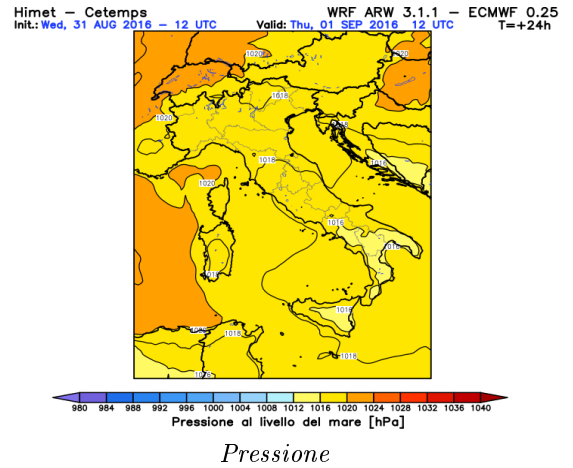 Himet – Cetemps WRF ARW 3.1.1 – ECMWF 0.25
Init.: Wed, 31 AUG 2016 – 12 UTC Valid: Thu, 01 SEP 2016 12 UTC T=+24h
1020 1020
1018
1020
1018
1018
1020
1016
1016
1016
1018
1018
1016
980 984 988 992 996 1000 1004 1008 1012 1016 1020 1024 1028 1032 1036 1040
Pressione al livello del mare [hPa]
Pressione